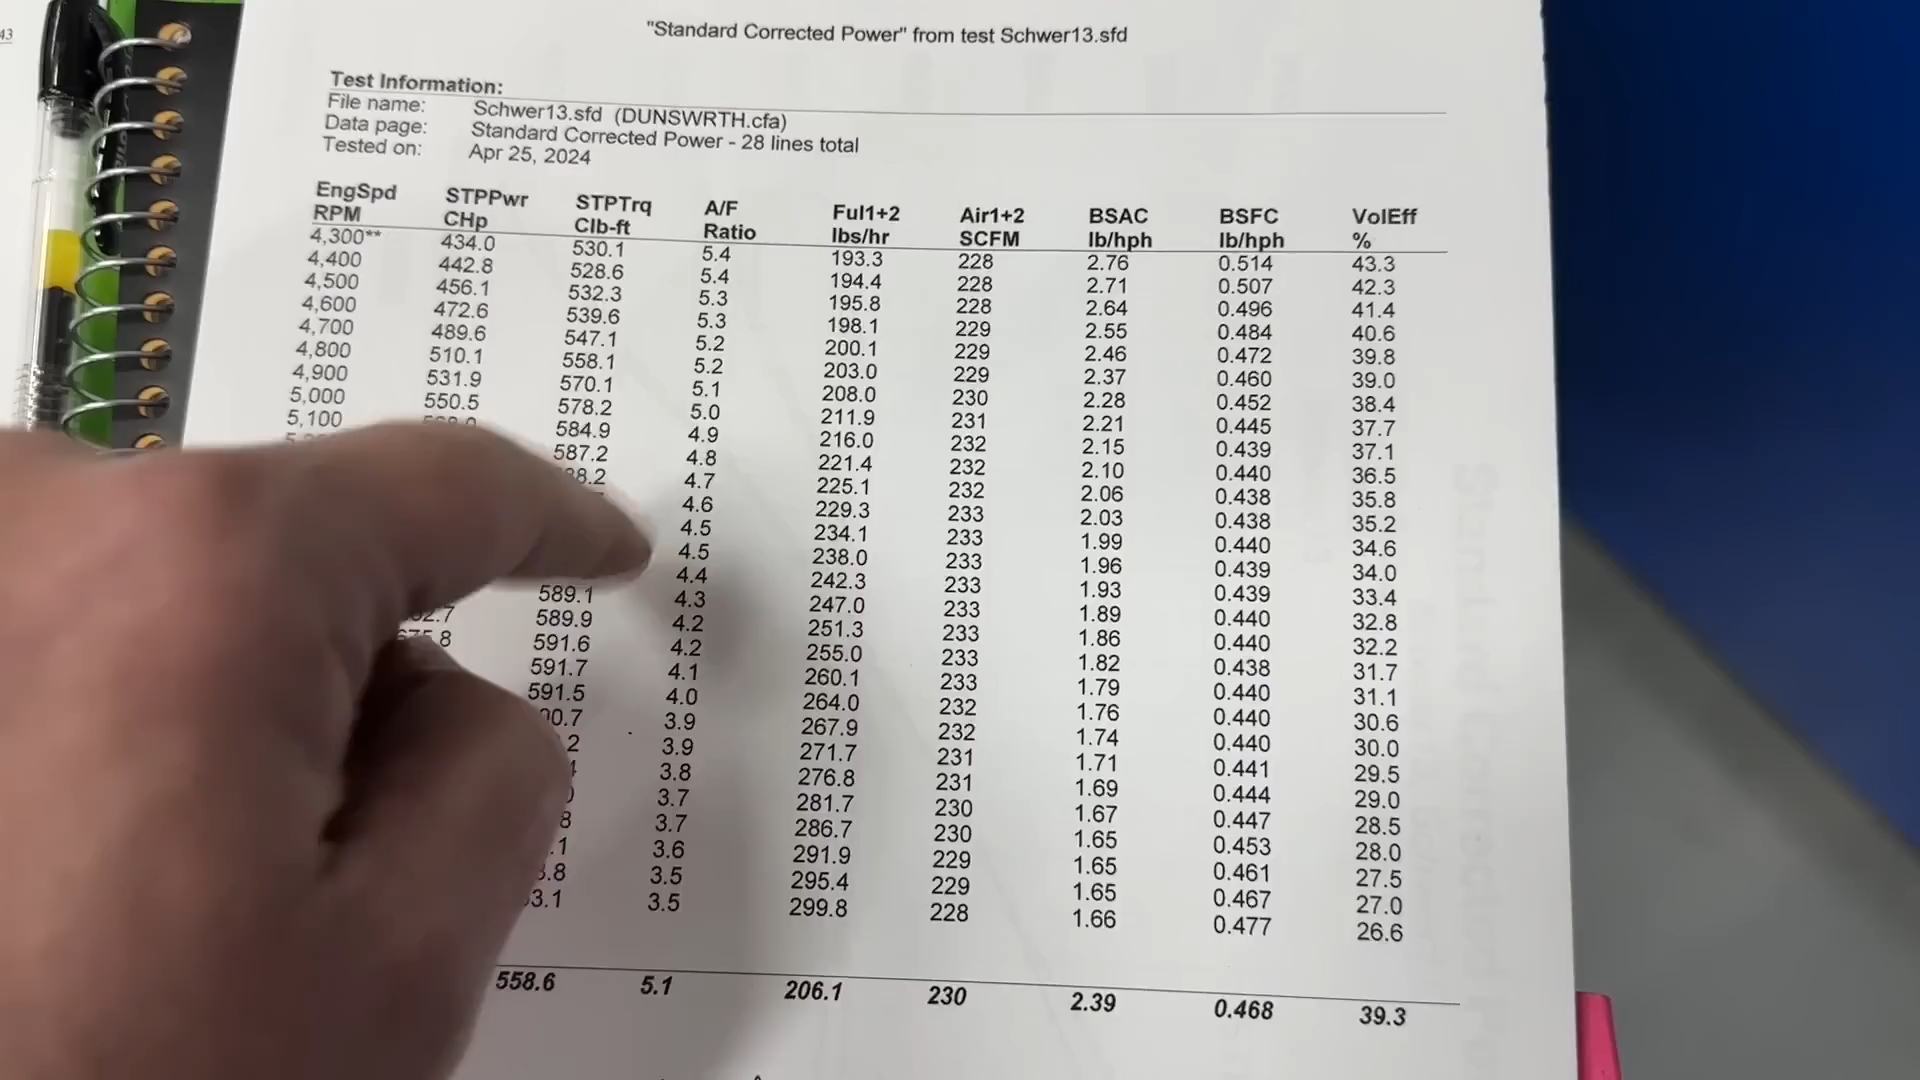 43
"Standard Corrected Power" from test Schwer13.sfd
Test Information:
File name: Schwer13.sfd (DUNSWRTH.cfa)
Data page: Standard Corrected Power - 28 lines total
Tested on: Apr 25, 2024
EngSpd STPPwr STPTrq A/F Ful1+2 Air1+2 BSAC BSFC VolEff
RPM CHp Clb-ft Ratio lbs/hr SCFM lb/hph lb/hph %
4,300** 434.0 530.1 5.4 193.3 228 2.76 0.514 43.3
4,400 442.8 528.6 5.4 194.4 228 2.71 0.507 42.3
4,500 456.1 532.3 5.3 195.8 228 2.64 0.496 41.4
4,600 472.6 539.6 5.3 198.1 229 2.55 0.484 40.6
4,700 489.6 547.1 5.2 200.1 229 2.46 0.472 39.8
4,800 510.1 558.1 5.2 203.0 229 2.37 0.460 39.0
4,900 531.9 570.1 5.1 208.0 230 2.28 0.452 38.4
5,000 550.5 578.2 5.0 211.9 231 2.21 0.445 37.7
5,100 584.9 4.9 216.0 232 2.15 0.439 37.1
587.2 4.8 221.4 232 2.10 0.440 36.5
4.7 225.1 232 2.06 0.438 35.8
4.6 229.3 233 2.03 0.438 35.2
4.5 234.1 233 1.99 0.440 34.6
4.5 238.0 233 1.96 0.439 34.0
4.4 242.3 233 1.93 0.439 33.4
589.1 4.3 247.0 233 1.89 0.440 32.8
589.9 4.2 251.3 233 1.86 0.440 32.2
591.6 4.2 255.0 233 1.82 0.438 31.7
591.7 4.1 260.1 233 1.79 0.440 31.1
591.5 4.0 264.0 232 1.76 0.440 30.6
3.9 267.9 232 1.74 0.440 30.0
3.9 271.7 231 1.71 0.441 29.5
3.8 276.8 231 1.69 0.444 29.0
3.7 281.7 230 1.67 0.447 28.5
3.7 286.7 230 1.65 0.453 28.0
3.6 291.9 229 1.65 0.461 27.5
3.5 295.4 229 1.65 0.467 27.0
3.5 299.8 228 1.66 0.477 26.6
558.6 5.1 206.1 230 2.39 0.468 39.3